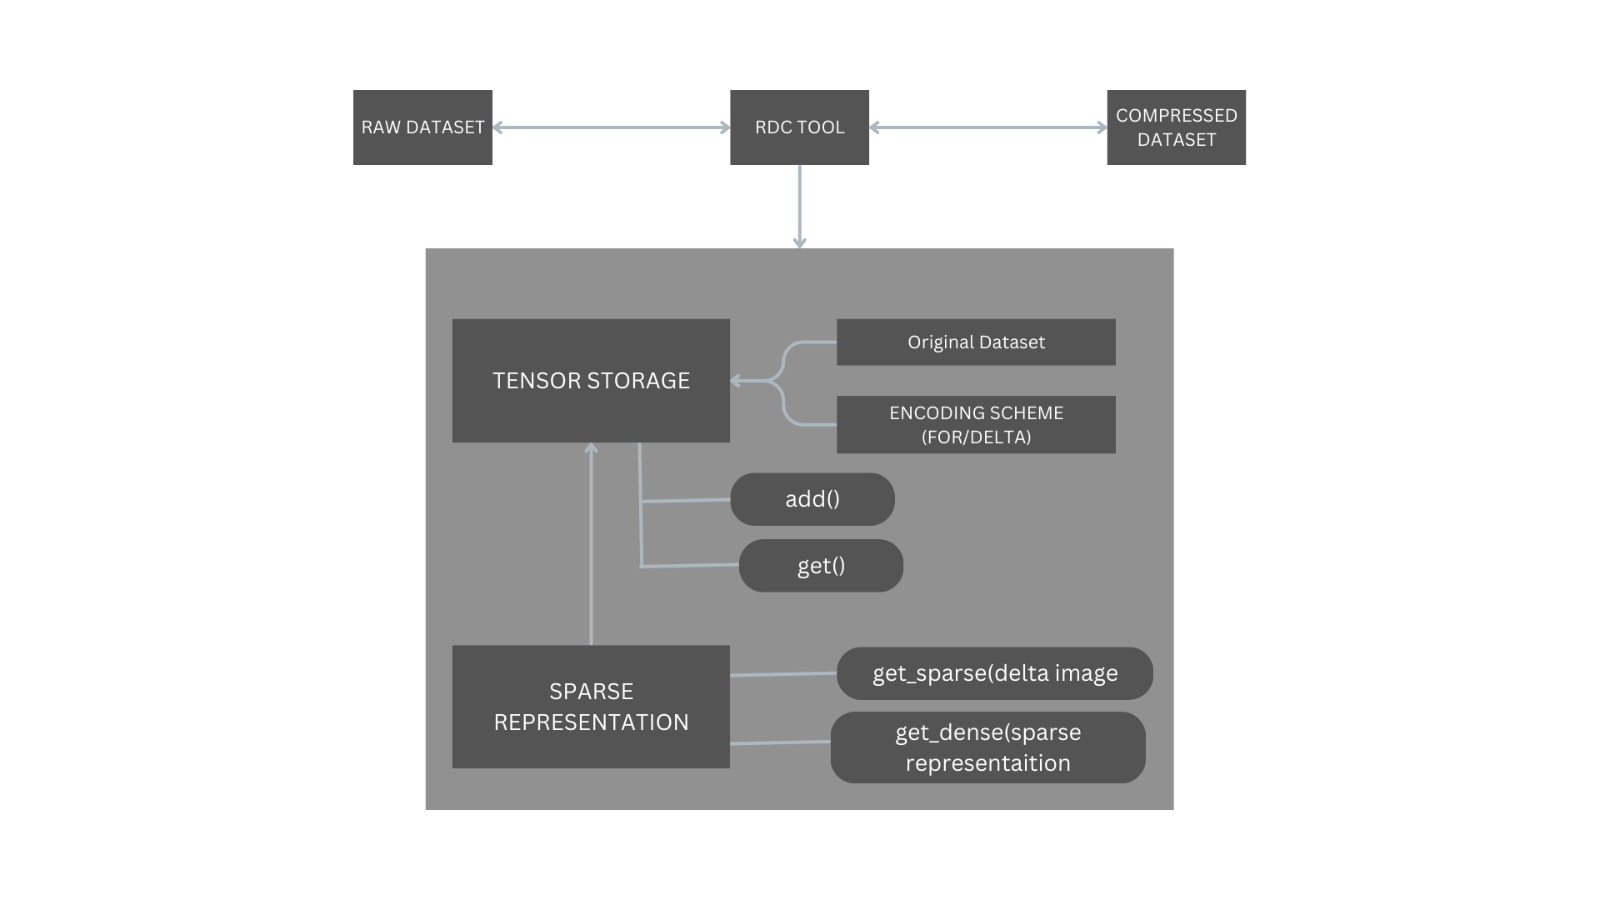 RAW DATASET
RDC TOOL
COMPRESSED
DATASET
TENSOR STORAGE
Original Dataset
ENCODING SCHEME
(FOR/DELTA)
add()
get()
SPARSE
REPRESENTATION
get_sparse(delta image
get_dense(sparse
representaition